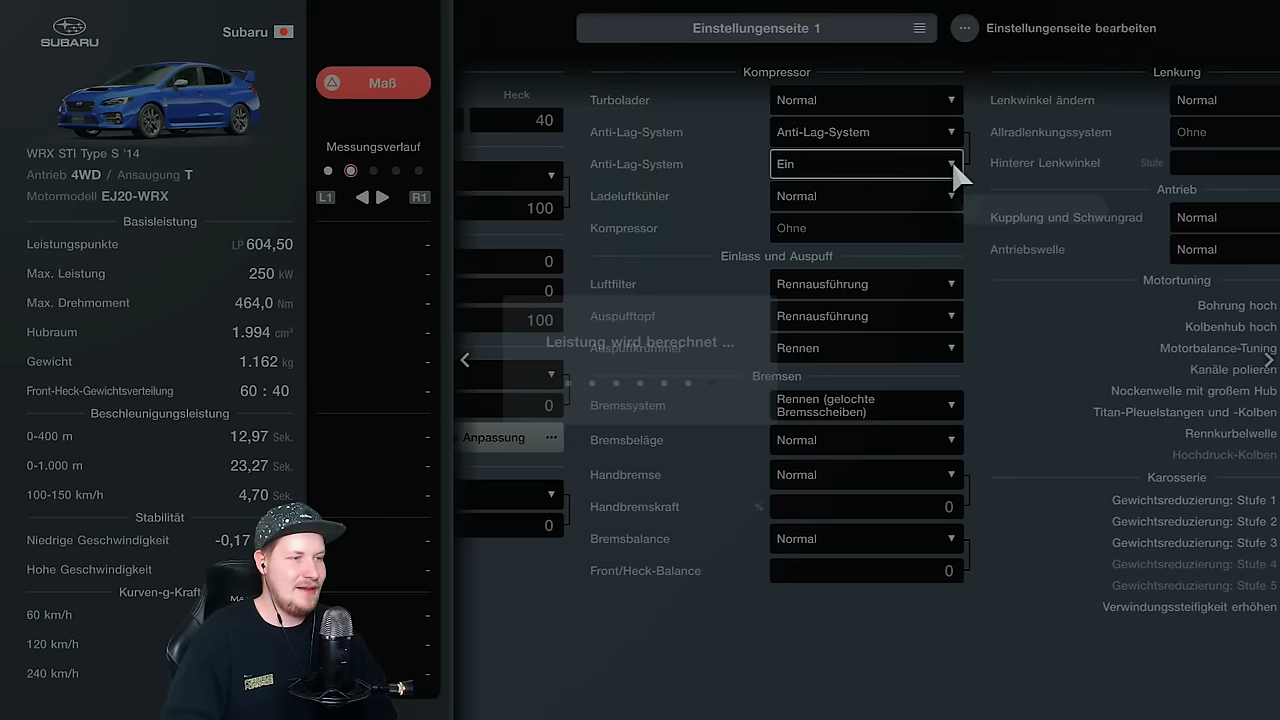 SUBARU
Subaru
WRX STI Type S '14
Antrieb 4WD / Ansaugung T
Motormodell EJ20-WRX
Basisleistung
Leistungspunkte LP 604,50 -
Max. Leistung 250 kW -
Max. Drehmoment 464,0 Nm -
Hubraum 1.994 cm³ -
Gewicht 1.162 kg -
Front-Heck-Gewichtsverteilung 60 : 40 -
Beschleunigungsleistung
0-400 m 12,97 Sek. -
0-1.000 m 23,27 Sek. -
100-150 km/h 4,70 Sek. -
Stabilität
Niedrige Geschwindigkeit -0,17 -
Hohe Geschwindigkeit -
Kurven-g-Kraft
60 km/h -
120 km/h -
240 km/h -
Maß
Messungsverlauf
L1 R1
Einstellungenseite 1
Einstellungenseite bearbeiten
Heck
40
100
0
0
100
0
Anpassung
0
Kompressor
Turbolader Normal
Anti-Lag-System Anti-Lag-System
Anti-Lag-System Ein
Ladeluftkühler Normal
Kompressor Ohne
Einlass und Auspuff
Luftfilter Rennausführung
Auspufftopf Rennausführung
Leistung wird berechnet ...
Auspuffkrümmer Rennen
Bremsen
Bremssystem Rennen (gelochte
Bremsscheiben)
Bremsbeläge Normal
Handbremse Normal
Handbremskraft % 0
Bremsbalance Normal
Front/Heck-Balance 0
Lenkung
Lenkwinkel ändern Normal
Allradlenkungssystem Ohne
Hinterer Lenkwinkel Stufe
Antrieb
Kupplung und Schwungrad Normal
Antriebswelle Normal
Motortuning
Bohrung hoch
Kolbenhub hoch
Motorbalance-Tuning
Kanäle polieren
Nockenwelle mit großem Hub
Titan-Pleuelstangen und -Kolben
Rennkurbelwelle
Hochdruck-Kolben
Karosserie
Gewichtsreduzierung: Stufe 1
Gewichtsreduzierung: Stufe 2
Gewichtsreduzierung: Stufe 3
Gewichtsreduzierung: Stufe 4
Gewichtsreduzierung: Stufe 5
Verwindungssteifigkeit erhöhen